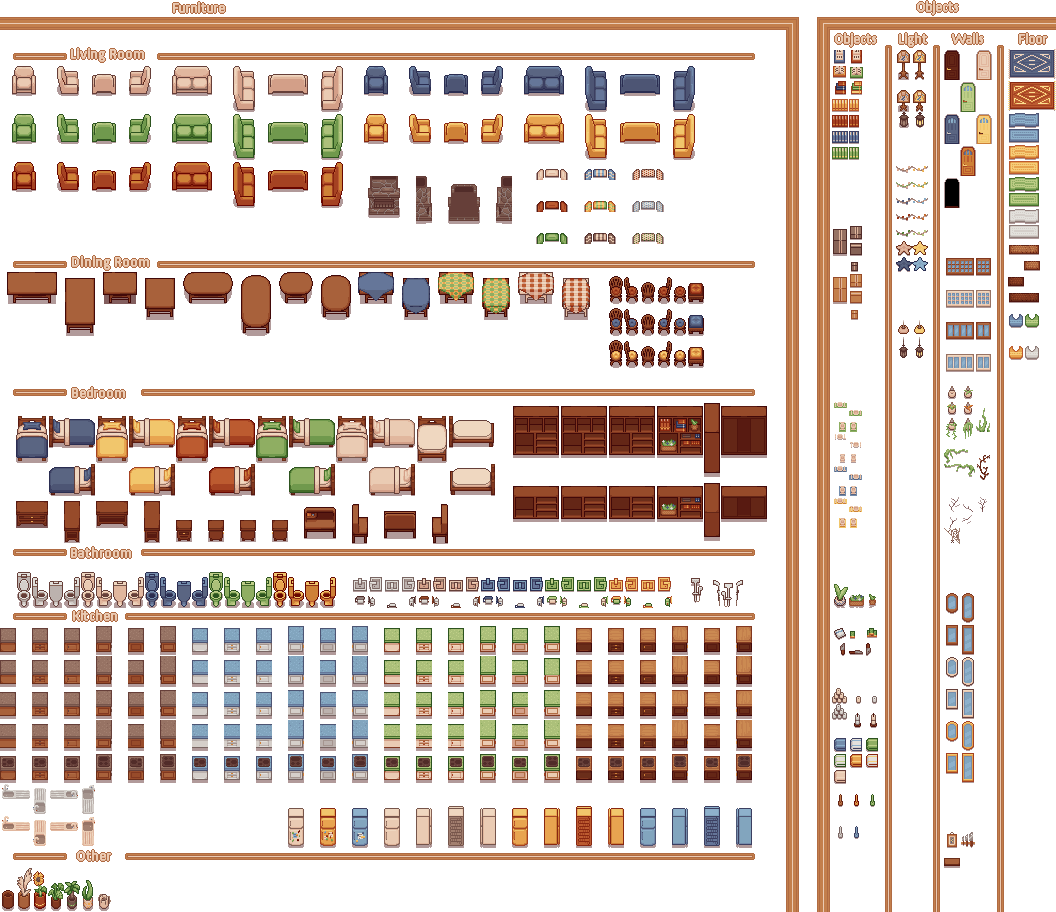 Furniture
Living Room
Dining Room
Bedroom
Bathroom
Kitchen
Other
Objects
Objects
Light
Walls
Floor